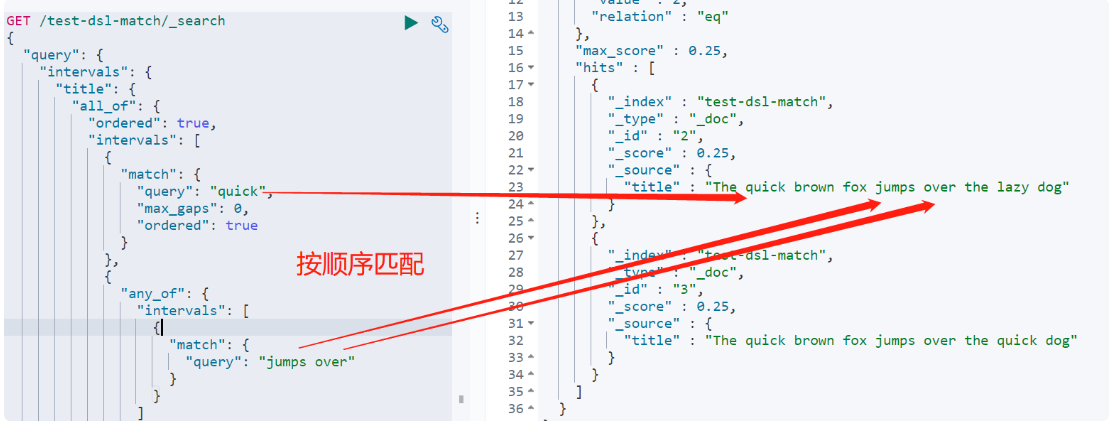 GET /test-dsl-match/_search
{
"query": {
"intervals": {
"title": {
"all_of": {
"ordered": true,
"intervals": [
{
"match": {
"query": "quick",
"max_gaps": 0,
"ordered": true
}
},
{
"any_of": {
"intervals": [
{
"match": {
"query": "jumps over"
}
}
]
按顺序匹配
12 "value" : 2,
13 "relation" : "eq"
14 },
15 "max_score" : 0.25,
16 "hits" : [
17 {
18 "_index" : "test-dsl-match",
19 "_type" : "_doc",
20 "_id" : "2",
21 "_score" : 0.25,
22 "_source" : {
23 "title" : "The quick brown fox jumps over the lazy dog"
24 }
25 },
26 {
27 "_index" : "test-dsl-match",
28 "_type" : "_doc",
29 "_id" : "3",
30 "_score" : 0.25,
31 "_source" : {
32 "title" : "The quick brown fox jumps over the quick dog"
33 }
34 }
35 ]
36 }